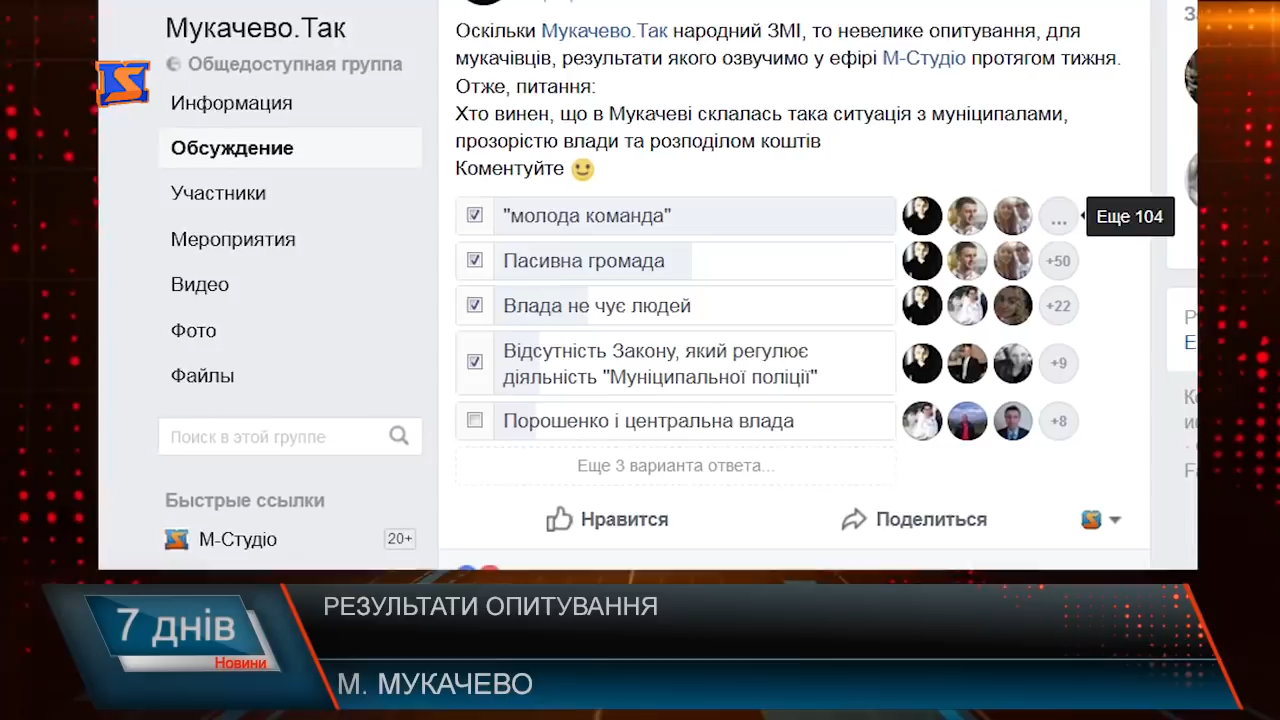 Мукачево.Так
Общедоступная группа
Информация
Обсуждение
Участники
Мероприятия
Видео
Фото
Файлы
Поиск в этой группе
Быстрые ссылки
М-Студіо
20+
Оскільки Мукачево.Так народний ЗМІ, то невелике опитування, для
мукачівців, результати якого озвучимо у ефірі М-Студіо протягом тижня.
Отже, питання:
Хто винен, що в Мукачеві склалась така ситуація з муніципалами,
прозорістю влади та розподілом коштів
Коментуйте
"молода команда"
... Еще 104
Пасивна громада
+50
Влада не чує людей
+22
Відсутність Закону, який регулює
діяльність "Муніципальної поліції"
+9
Порошенко і центральна влада
+8
Еще 3 варианта ответа...
Нравится
Поделиться
7 днів
Новини
РЕЗУЛЬТАТИ ОПИТУВАННЯ
М. МУКАЧЕВО